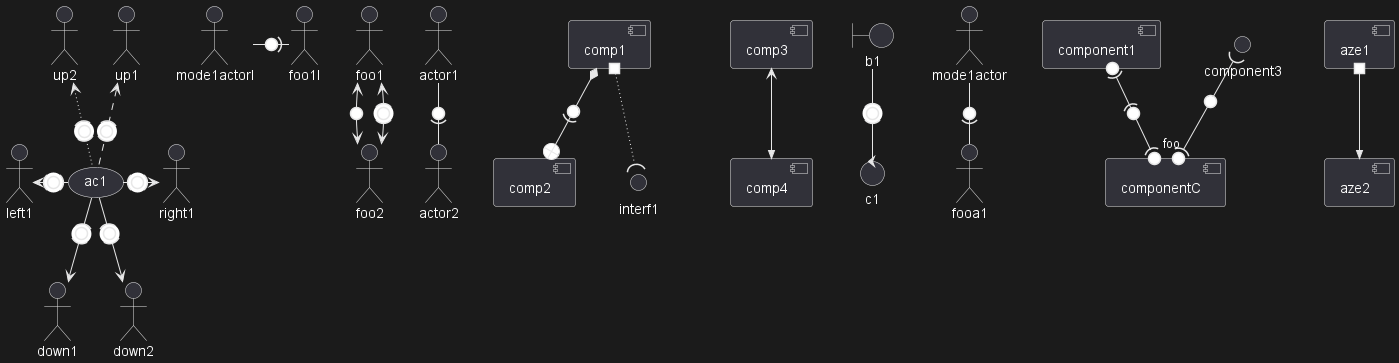 up2
up1
mode1actorl
foo1l
foo1
actor1
comp1
comp3
b1
mode1actor
component1
component3
aze1
left1
ac1
right1
foo2
actor2
comp2
interf1
comp4
c1
fooa1
foo
componentC
aze2
down1
down2